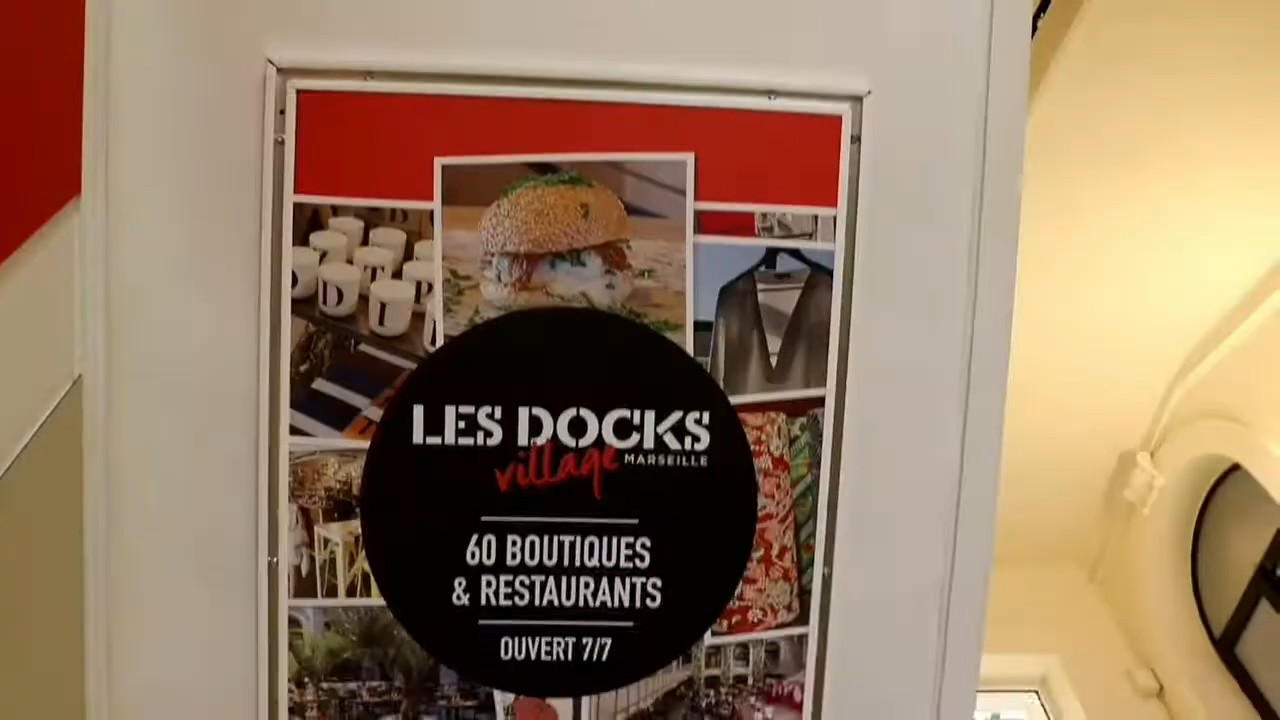 LES DOCKS
village MARSEILLE
60 BOUTIQUES
& RESTAURANTS
OUVERT 7/7
D I P